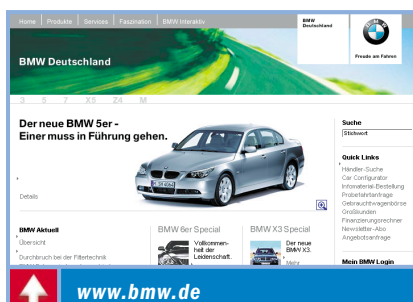 Home Produkte Services Faszination BMW Interaktiv
BMW
Deutschland
Freude am Fahren
BMW Deutschland
3 5 7 X5 Z4 M
Der neue BMW 5er -
Einer muss in Führung gehen.
Details
Suche
Stichwort
Quick Links
Händler-Suche
Car Configurator
Infomaterial-Bestellung
Probefahrtanfrage
Gebrauchtwagenbörse
Großkunden
Finanzierungsrechner
Newsletter-Abo
Angebotsanfrage
Mein BMW Login
BMW Aktuell
Übersicht
Durchbruch bei der Filtertechnik
BMW 6er Special
Vollkommen-
heit der
Leidenschaft.
BMW X3 Special
Der neue
BMW X3.
Mehr
www.bmw.de